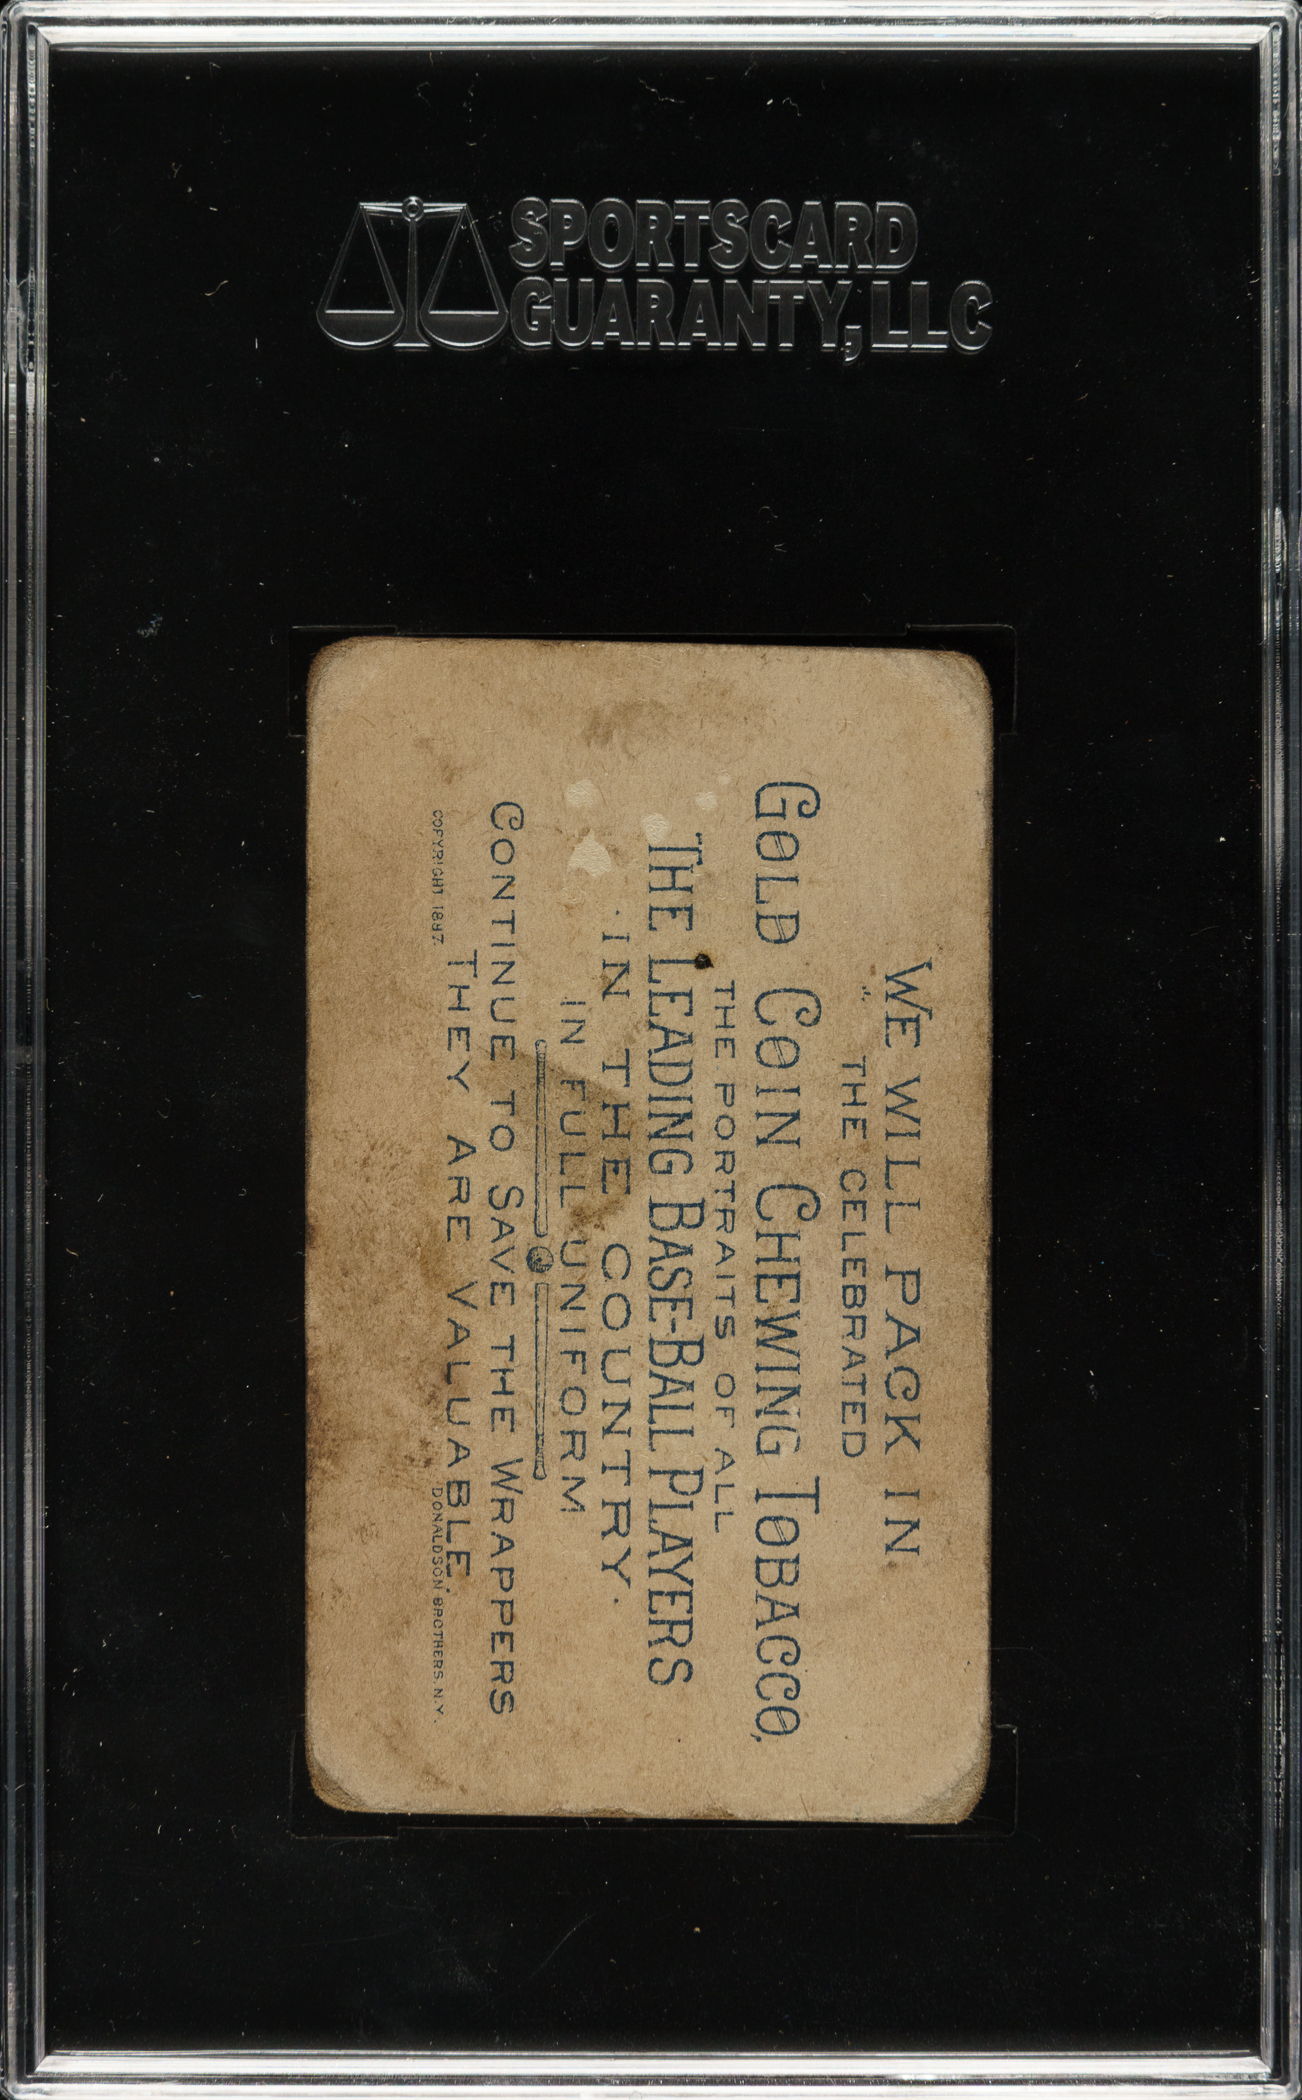 SPORTSCARD
GUARANTY, LLC
WE WILL PACK IN
THE CELEBRATED
GOLD COIN CHEWING TOBACCO,
THE PORTRAITS OF ALL
THE LEADING BASE-BALL PLAYERS
IN THE COUNTRY.
IN FULL UNIFORM
CONTINUE TO SAVE THE WRAPPERS
THEY ARE VALUABLE.
COPYRIGHT 1887. DONALDSON BROTHERS. N.Y.